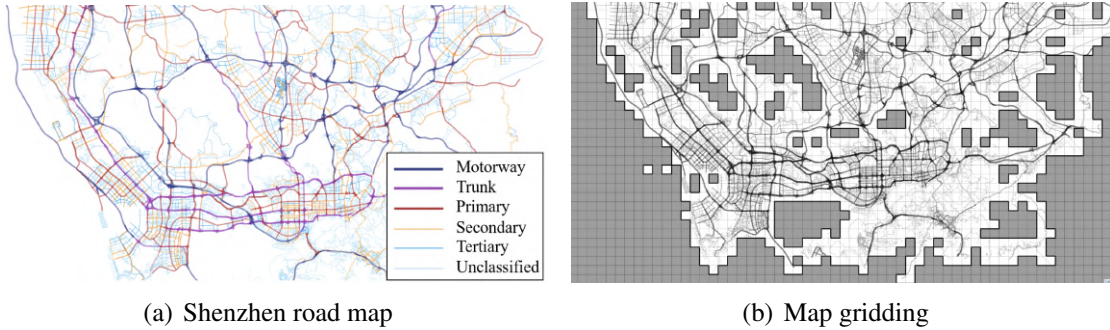 Motorway
Trunk
Primary
Secondary
Tertiary
Unclassified
(a) Shenzhen road map
(b) Map gridding